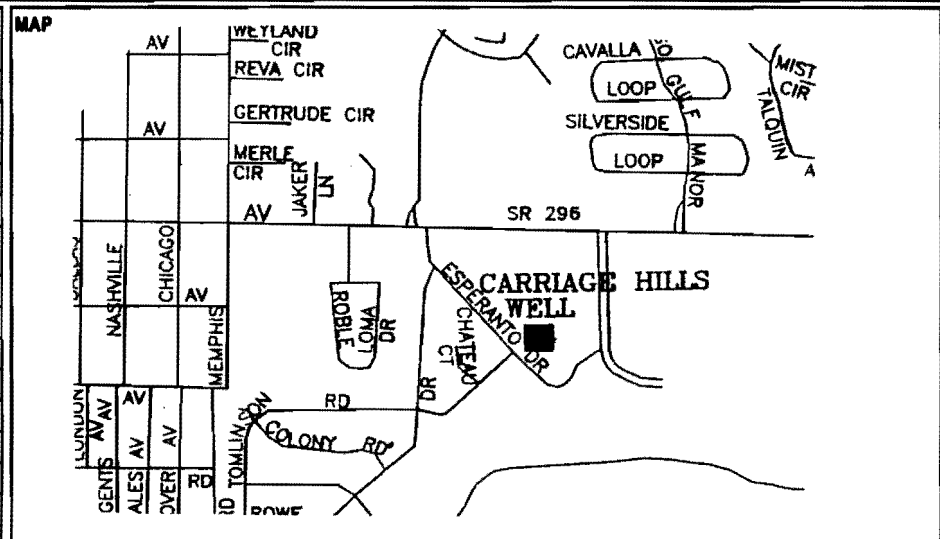 MAP
WEYLAND
CIR
AV
REVA CIR
GERTRUDE CIR
AV
MERLE
CIR
JAKER
LN
AV
CAVALLA
LOOP
GULF
MANOR
SILVERSIDE
LOOP
MIST
CIR
TALQUIN
A
SR 296
NASHVILLE
CHICAGO
AV
MEMPHIS
ROBLE
LOMA
DR
ESPERANTO DR
CARRIAGE HILLS
WELL
CHATEAU
CT
DR
RD
TOMLINSON
COLONY RD
LONDON
AV
AV
GENTS
ALES
AV
OVER
AV
RD
RD
ROWE